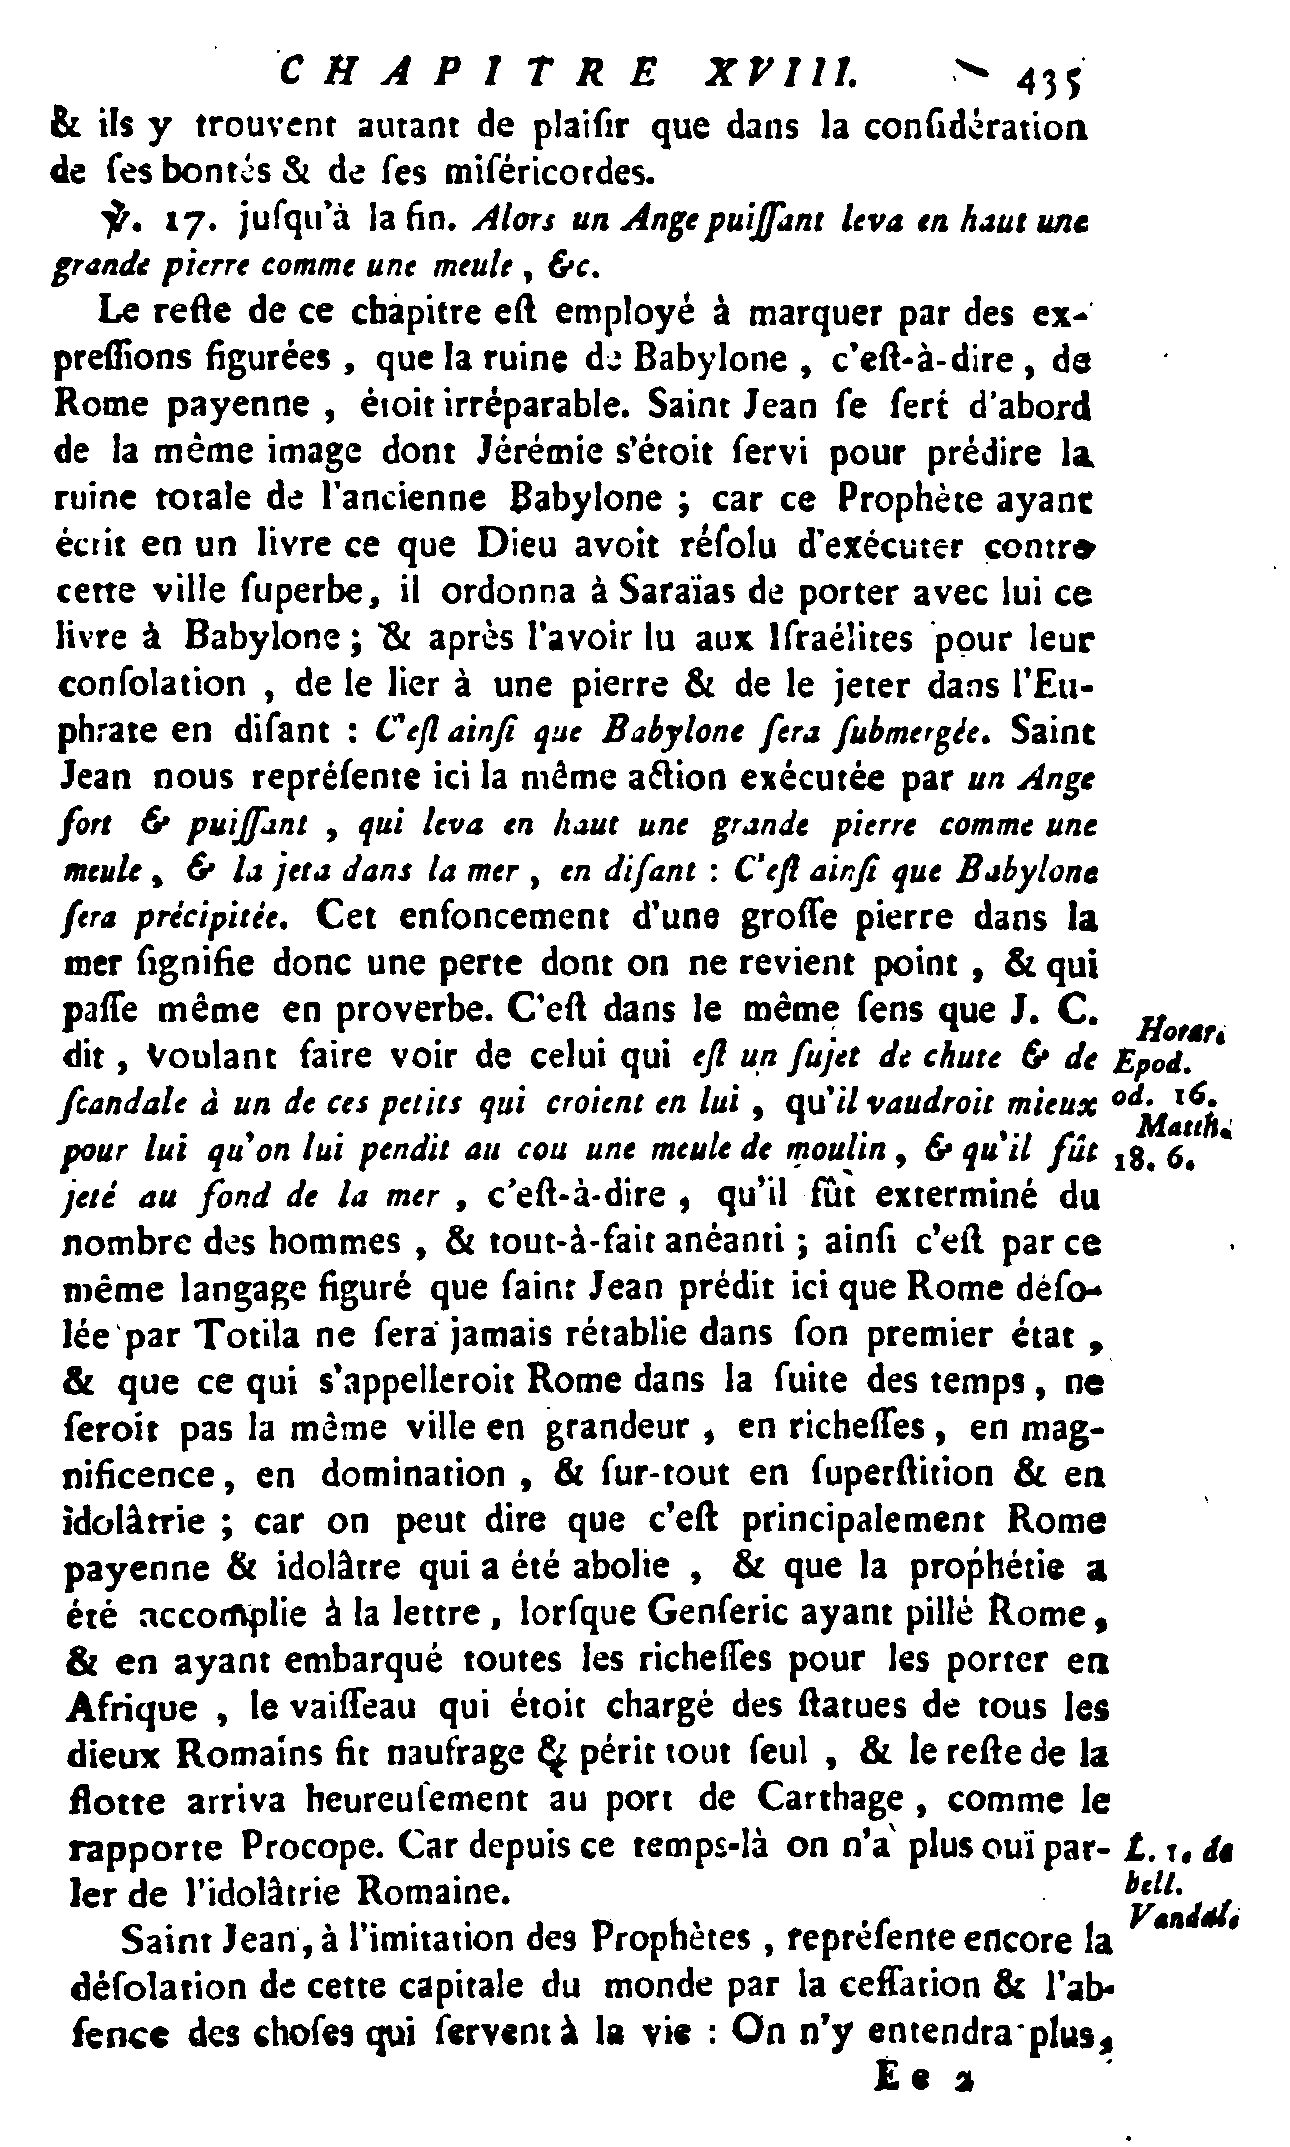 CHAPITRE XVIII. 435
& ils y trouvent autant de plaiſir que dans la conſidération
de ſes bontés & de ſes miſéricordes.
℣. 17. juſqu'à la fin. Alors un Ange puiſſant leva en haut une
grande pierre comme une meule, &c.
Le reſte de ce chapitre eſt employé à marquer par des ex-
preſſions figurées, que la ruine de Babylone, c'eſt-à-dire, de
Rome payenne, étoit irréparable. Saint Jean ſe ſert d'abord
de la même image dont Jérémie s'étoit ſervi pour prédire la
ruine totale de l'ancienne Babylone; car ce Prophète ayant
écrit en un livre ce que Dieu avoit réſolu d'exécuter contre
cette ville ſuperbe, il ordonna à Saraïas de porter avec lui ce
livre à Babylone; & après l'avoir lu aux Iſraélites pour leur
conſolation, de le lier à une pierre & de le jeter dans l'Eu-
phrate en diſant : C'eſt ainſi que Babylone ſera ſubmergée. Saint
Jean nous repréſente ici la même action exécutée par un Ange
fort & puiſſant, qui leva en haut une grande pierre comme une
meule, & la jeta dans la mer, en diſant : C'eſt ainſi que Babylone
ſera précipitée. Cet enfoncement d'une groſſe pierre dans la
mer ſignifie donc une perte dont on ne revient point, & qui
paſſe même en proverbe. C'eſt dans le même ſens que J. C.
dit, voulant faire voir de celui qui eſt un ſujet de chute & de
ſcandale à un de ces petits qui croient en lui, qu'il vaudroit mieux
pour lui qu'on lui pendit au cou une meule de moulin, & qu'il fût
jeté au fond de la mer, c'eſt-à-dire, qu'il fût exterminé du
nombre des hommes, & tout-à-fait anéanti; ainſi c'eſt par ce
même langage figuré que ſaint Jean prédit ici que Rome déſo-
lée par Totila ne ſera jamais rétablie dans ſon premier état,
& que ce qui s'appelleroit Rome dans la ſuite des temps, ne
ſeroit pas la même ville en grandeur, en richeſſes, en mag-
nificence, en domination, & ſur-tout en ſuperſtition & en
idolâtrie; car on peut dire que c'eſt principalement Rome
payenne & idolâtre qui a été abolie, & que la prophétie a
été accomplie à la lettre, lorſque Genſeric ayant pillé Rome,
& en ayant embarqué toutes les richeſſes pour les porter en
Afrique, le vaiſſeau qui étoit chargé des ſtatues de tous les
dieux Romains fit naufrage & périt tout ſeul, & le reſte de la
flotte arriva heureuſement au port de Carthage, comme le
rapporte Procope. Car depuis ce temps-là on n'a plus ouï par-
ler de l'idolâtrie Romaine.
Saint Jean, à l'imitation des Prophètes, repréſente encore la
déſolation de cette capitale du monde par la ceſſation & l'ab-
ſence des choſes qui ſervent à la vie : On n'y entendra plus,
E e 2
Horat.
Epod.
od. 16.
Matth.
18. 6.
L. 1. de
bell.
Vandal.